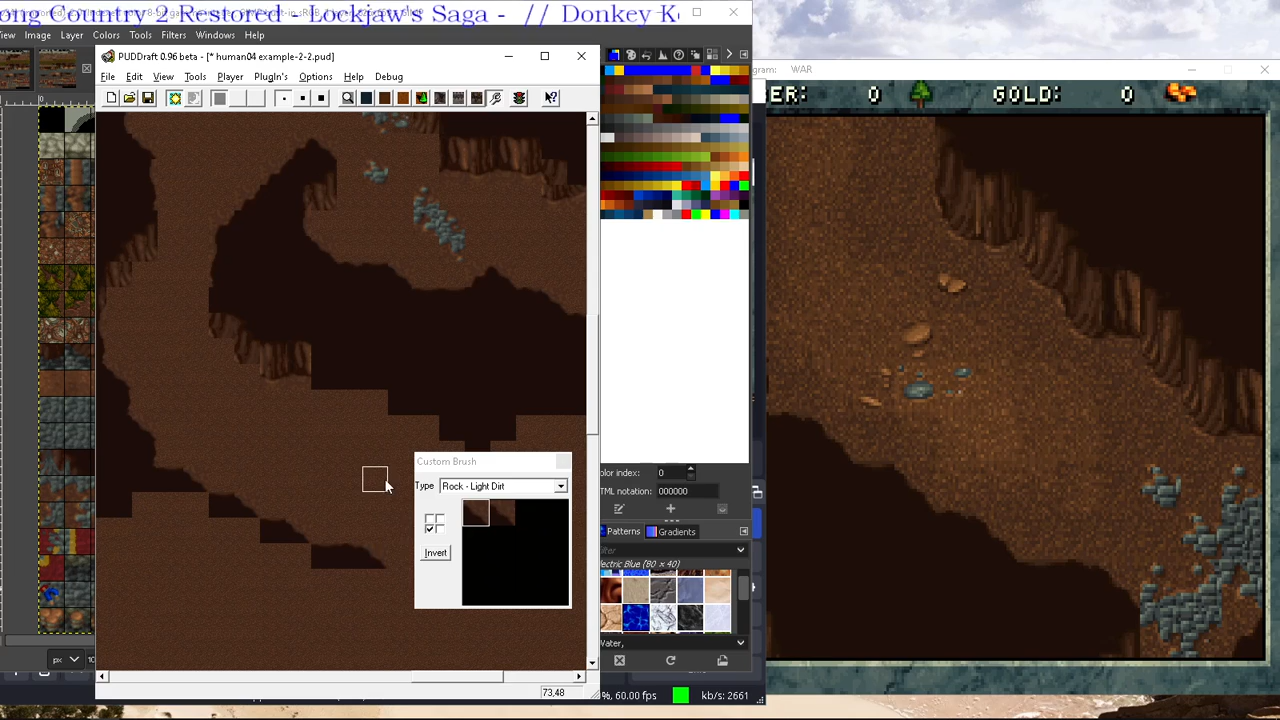 ong Country 2 Restored - Lockjaw's Saga -  // Donkey K
iew Image Layer Colors Tools Filters Windows Help
PUDDraft 0.96 beta - [* human04 example-2-2.pud]
File Edit View Tools Player PlugIn's Options Help Debug
gram: WAR
ER: 0 GOLD: 0
Custom Brush
Type Rock - Light Dirt
Invert
olor index: 0
TML notation: 000000
Patterns Gradients
ilter
lectric Blue (80 × 40)
Water,
px 10
73,48
%, 60.00 fps kb/s: 2661